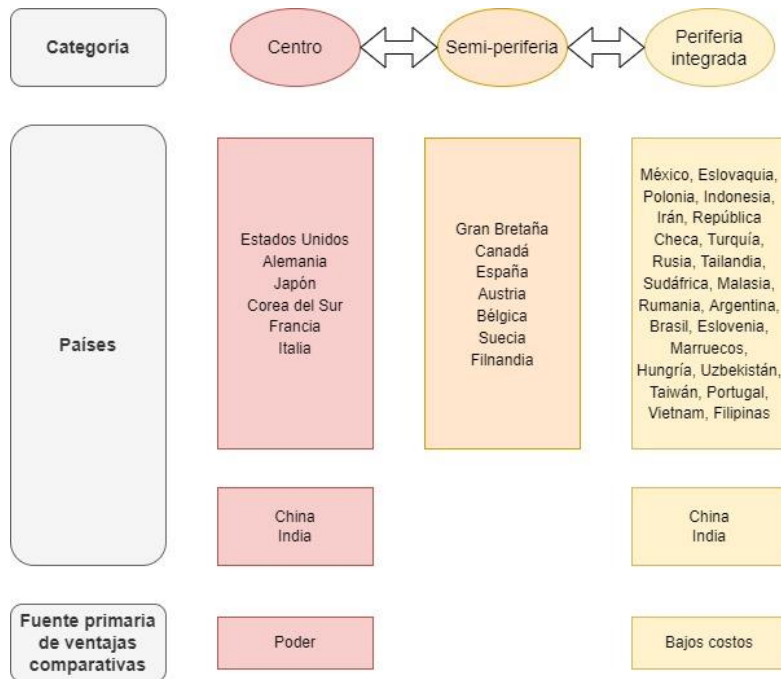 Categoría
Centro
Semi-periferia
Periferia
integrada
Países
Estados Unidos
Alemania
Japón
Corea del Sur
Francia
Italia
Gran Bretaña
Canadá
España
Austria
Bélgica
Suecia
Filnandia
México, Eslovaquia,
Polonia, Indonesia,
Irán, República
Checa, Turquía,
Rusia, Tailandia,
Sudáfrica, Malasia,
Rumania, Argentina,
Brasil, Eslovenia,
Marruecos,
Hungría, Uzbekistán,
Taiwán, Portugal,
Vietnam, Filipinas
China
India
China
India
Fuente primaria
de ventajas
comparativas
Poder
Bajos costos